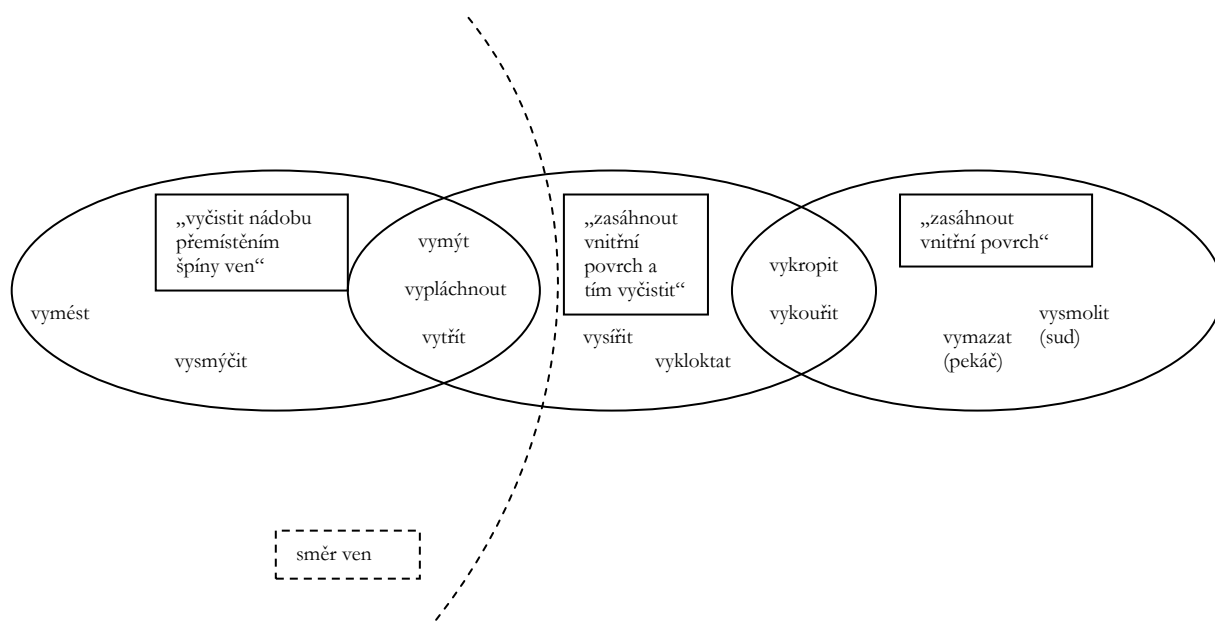 „vyčistit nádobu
přemístěním
špíny ven“
vymést
vysmýčit
vymýt
vypláchnout
vytřít
„zasáhnout
vnitřní
povrch a
tím vyčistit“
vysířit
vykloktat
vykropit
vykouřit
„zasáhnout
vnitřní povrch“
vymazat
(pekáč)
vysmolit
(sud)
směr ven